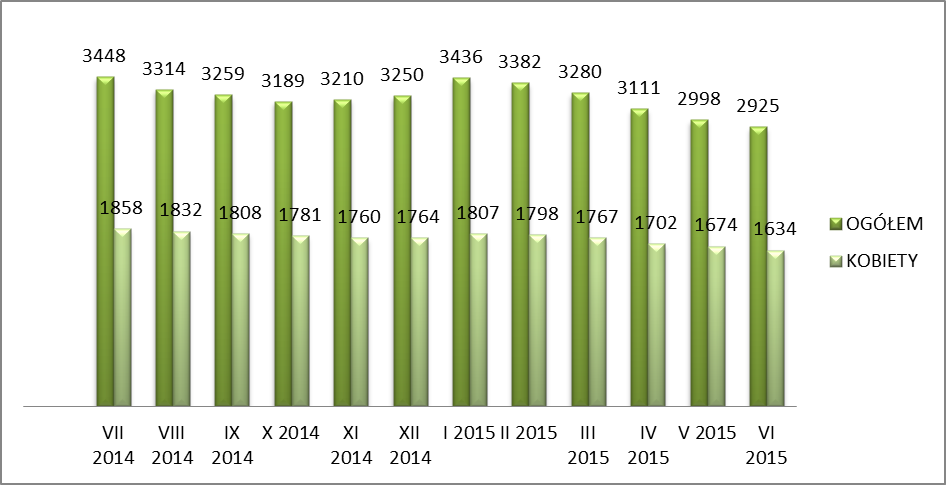 3448
3314
3259
3189
3210
3250
3436
3382
3280
3111
2998
2925
1858
1832
1808
1781
1760
1764
1807
1798
1767
1702
1674
1634
OGÓŁEM
KOBIETY
VII 2014
VIII 2014
IX 2014
X 2014
XI 2014
XII 2014
I 2015
II 2015
III 2015
IV 2015
V 2015
VI 2015